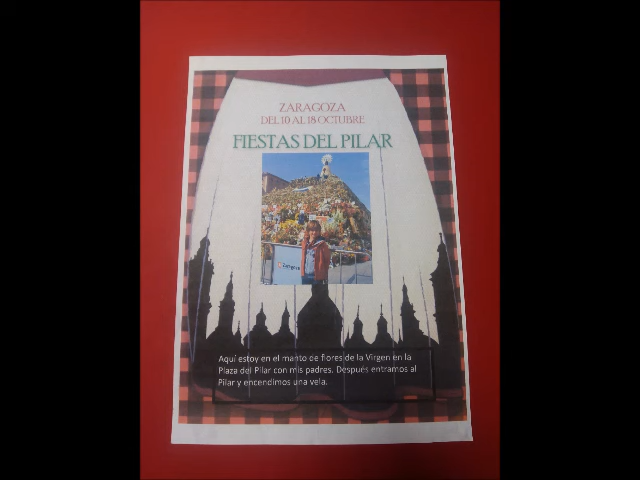 ZARAGOZA
DEL 10 AL 18 OCTUBRE
FIESTAS DEL PILAR
Zaragoza
Aquí estoy en el manto de flores de la Virgen en la
Plaza del Pilar con mis padres. Después entramos al
Pilar y encendimos una vela.